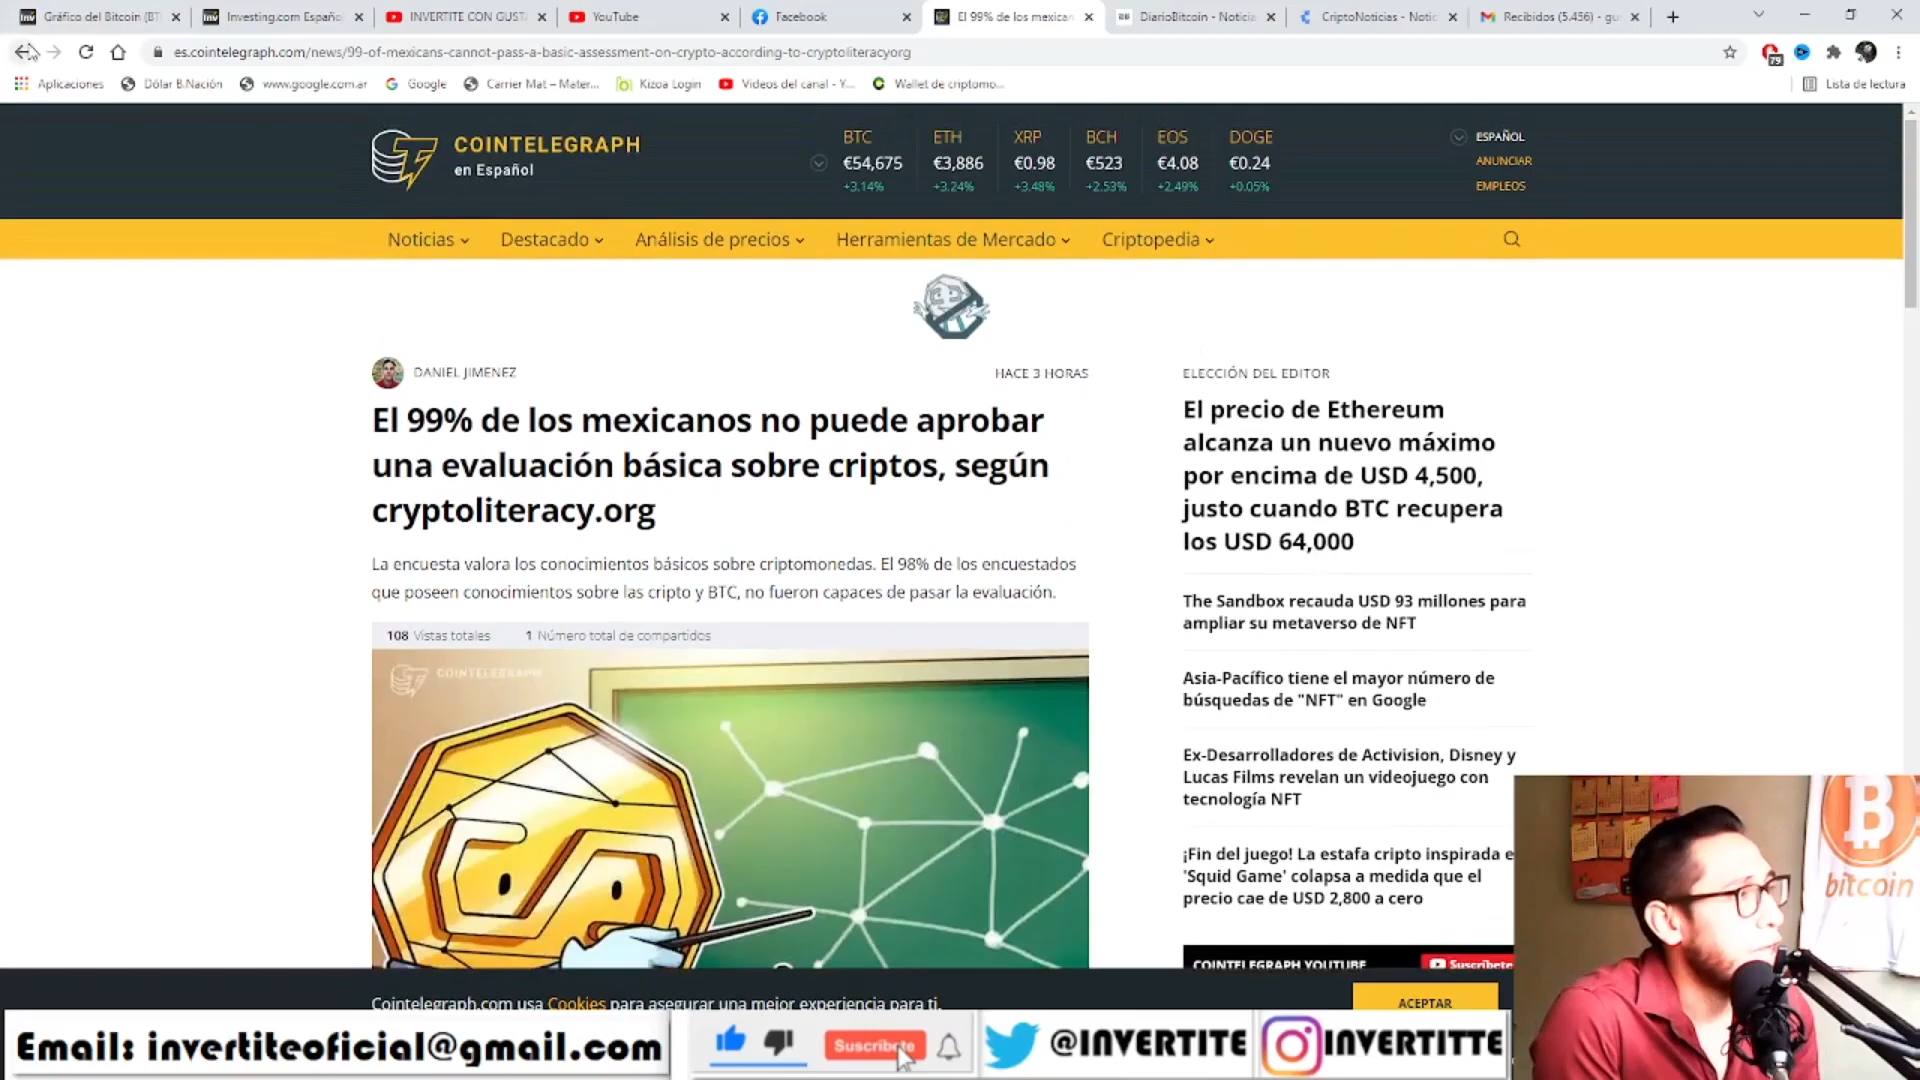 Gráfico del Bitcoin (BT
Investing.com Españo
INVERTITE CON GUST
YouTube
Facebook
El 99% de los mexican
DiarioBitcoin - Noticia
CriptoNoticias - Notic
Recibidos (5.456) - gu
es.cointelegraph.com/news/99-of-mexicans-cannot-pass-a-basic-assessment-on-crypto-according-to-cryptoliteracyorg
79
Aplicaciones
Dólar B.Nación
www.google.com.ar
Google
Carrier Mat – Mater...
Kizoa Login
Videos del canal - Y...
Wallet de criptomo...
Lista de lectura
COINTELEGRAPH
en Español
BTC ETH XRP BCH EOS DOGE
€54,675 €3,886 €0.98 €523 €4.08 €0.24
+3.14% +3.24% +3.48% +2.53% +2.49% +0.05%
ESPAÑOL
ANUNCIAR
EMPLEOS
Noticias
Destacado
Análisis de precios
Herramientas de Mercado
Criptopedia
DANIEL JIMENEZ
HACE 3 HORAS
El 99% de los mexicanos no puede aprobar
una evaluación básica sobre criptos, según
cryptoliteracy.org
La encuesta valora los conocimientos básicos sobre criptomonedas. El 98% de los encuestados
que poseen conocimientos sobre las cripto y BTC, no fueron capaces de pasar la evaluación.
108 Vistas totales
1 Número total de compartidos
COINTELEGRAPH
ELECCIÓN DEL EDITOR
El precio de Ethereum
alcanza un nuevo máximo
por encima de USD 4,500,
justo cuando BTC recupera
los USD 64,000
The Sandbox recauda USD 93 millones para
ampliar su metaverso de NFT
Asia-Pacífico tiene el mayor número de
búsquedas de "NFT" en Google
Ex-Desarrolladores de Activision, Disney y
Lucas Films revelan un videojuego con
tecnología NFT
¡Fin del juego! La estafa cripto inspirada e
'Squid Game' colapsa a medida que el
precio cae de USD 2,800 a cero
COINTELEGRAPH YOUTUBE
Suscríbete
bitcoin
Cointelegraph.com usa Cookies para asegurar una mejor experiencia para ti.
ACEPTAR
Email: invertiteoficial@gmail.com
Suscribete
@INVERTITE
INVERTITTE